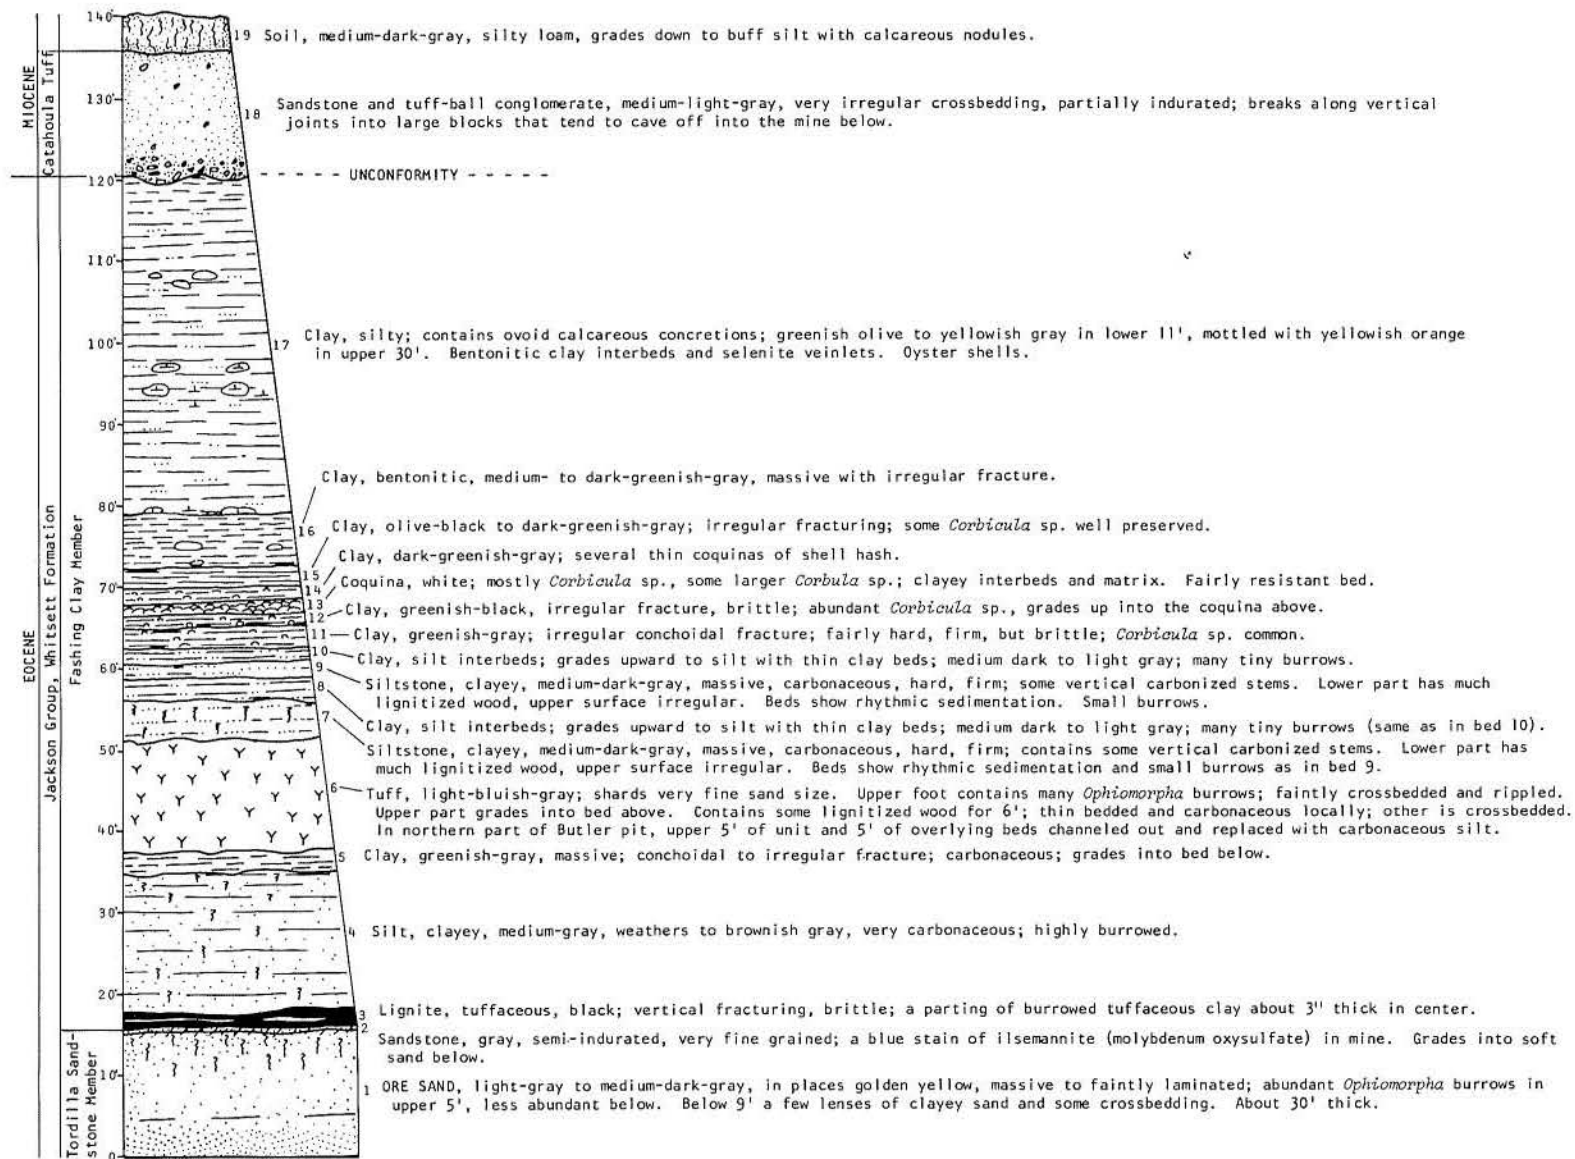 140'
19 Soil, medium-dark-gray, silty loam, grades down to buff silt with calcareous nodules.
MIOCENE
Catahoula Tuff
130'
18 Sandstone and tuff-ball conglomerate, medium-light-gray, very irregular crossbedding, partially indurated; breaks along vertical
joints into large blocks that tend to cave off into the mine below.
120'
- - - - - UNCONFORMITY - - - - -
110'
17 Clay, silty; contains ovoid calcareous concretions; greenish olive to yellowish gray in lower 11', mottled with yellowish orange
in upper 30'. Bentonitic clay interbeds and selenite veinlets. Oyster shells.
100'
90'
EOCENE
Jackson Group, Whitsett Formation
Fashing Clay Member
Clay, bentonitic, medium- to dark-greenish-gray, massive with irregular fracture.
80'
16
Clay, olive-black to dark-greenish-gray; irregular fracturing; some Corbicula sp. well preserved.
15
Clay, dark-greenish-gray; several thin coquinas of shell hash.
14
70'
Coquina, white; mostly Corbicula sp., some larger Corbula sp.; clayey interbeds and matrix. Fairly resistant bed.
13
12 Clay, greenish-black, irregular fracture, brittle; abundant Corbicula sp., grades up into the coquina above.
11 Clay, greenish-gray; irregular conchoidal fracture; fairly hard, firm, but brittle; Corbicula sp. common.
10 Clay, silt interbeds; grades upward to silt with thin clay beds; medium dark to light gray; many tiny burrows.
60'
9 Siltstone, clayey, medium-dark-gray, massive, carbonaceous, hard, firm; some vertical carbonized stems. Lower part has much
lignitized wood, upper surface irregular. Beds show rhythmic sedimentation. Small burrows.
8 Clay, silt interbeds; grades upward to silt with thin clay beds; medium dark to light gray; many tiny burrows (same as in bed 10).
7 Siltstone, clayey, medium-dark-gray, massive, carbonaceous, hard, firm; contains some vertical carbonized stems. Lower part has
much lignitized wood, upper surface irregular. Beds show rhythmic sedimentation and small burrows as in bed 9.
50'
6 Tuff, light-bluish-gray; shards very fine sand size. Upper foot contains many Ophiomorpha burrows; faintly crossbedded and rippled.
Upper part grades into bed above. Contains some lignitized wood for 6'; thin bedded and carbonaceous locally; other is crossbedded.
In northern part of Butler pit, upper 5' of unit and 5' of overlying beds channeled out and replaced with carbonaceous silt.
40'
5 Clay, greenish-gray, massive; conchoidal to irregular fracture; carbonaceous; grades into bed below.
30'
4 Silt, clayey, medium-gray, weathers to brownish gray, very carbonaceous; highly burrowed.
20'
3 Lignite, tuffaceous, black; vertical fracturing, brittle; a parting of burrowed tuffaceous clay about 3" thick in center.
2 Sandstone, gray, semi-indurated, very fine grained; a blue stain of ilsemannite (molybdenum oxysulfate) in mine. Grades into soft
sand below.
Tordilla Sand-
stone Member
10'
1 ORE SAND, light-gray to medium-dark-gray, in places golden yellow, massive to faintly laminated; abundant Ophiomorpha burrows in
upper 5', less abundant below. Below 9' a few lenses of clayey sand and some crossbedding. About 30' thick.
0